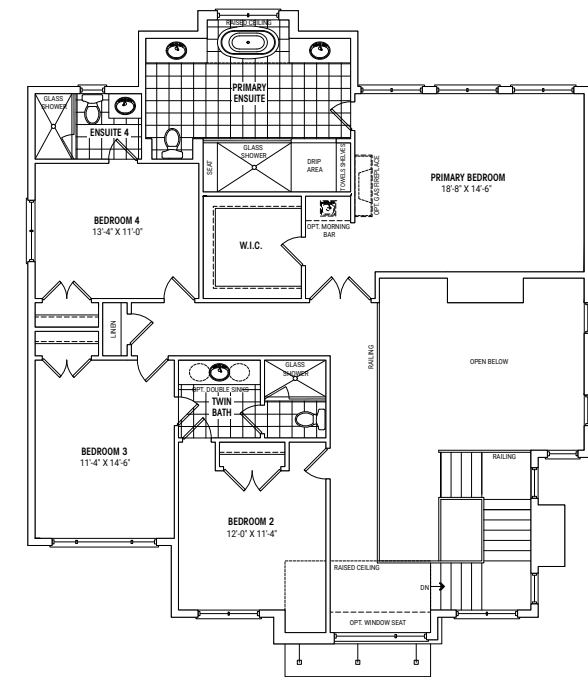 RAISED CEILING
PRIMARY
ENSUITE
GLASS
SHOWER
ENSUITE 4
SEAT
GLASS
SHOWER
DRIP
AREA
TOWELS SHELVES
OPT. GAS FIREPLACE
PRIMARY BEDROOM
18'-8" X 14'-6"
BEDROOM 4
13'-4" X 11'-0"
W.I.C.
OPT. MORNING
BAR
LINEN
RAILING
OPEN BELOW
GLASS
SHOWER
OPT. DOUBLE SINKS
TWIN
BATH
BEDROOM 3
11'-4" X 14'-6"
RAILING
BEDROOM 2
12'-0" X 11'-4"
RAISED CEILING
DN
OPT. WINDOW SEAT